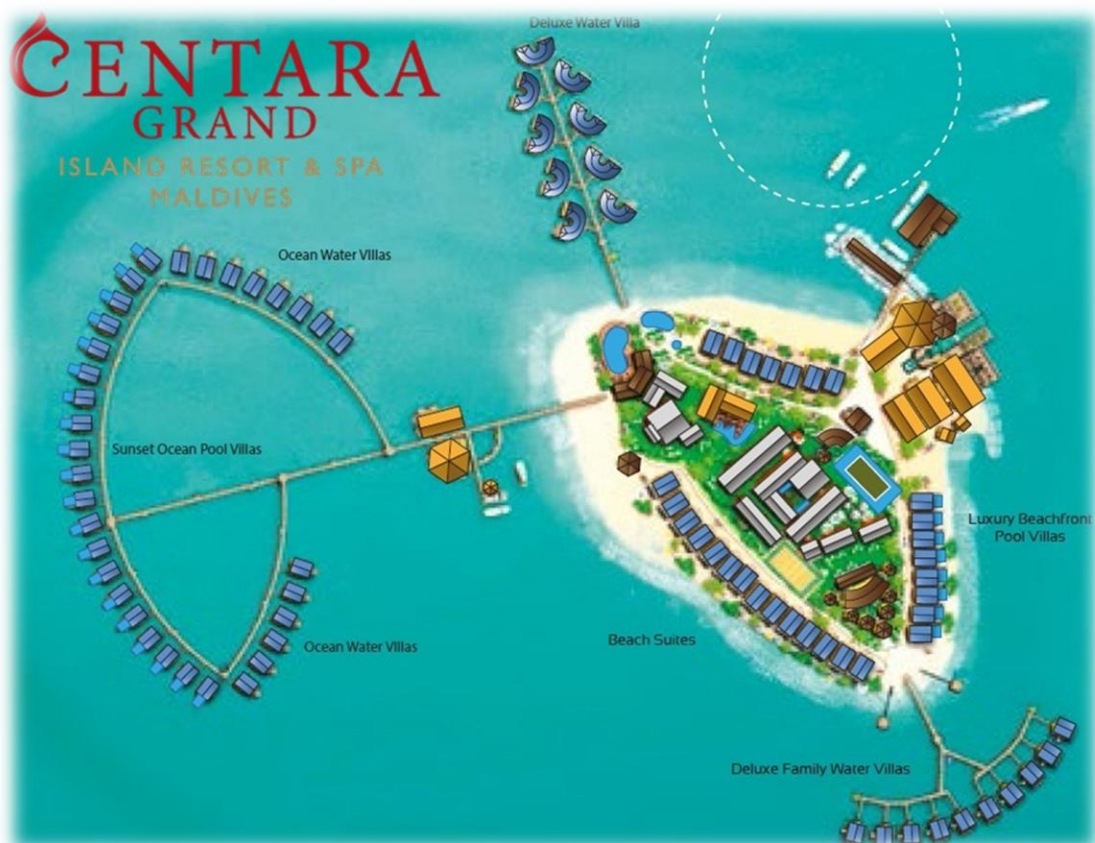 Deluxe Water Villa
CENTARA
GRAND
ISLAND RESORT & SPA
MALDIVES
Ocean Water VIllas
Sunset Ocean Pool Villas
Luxury Beachfront
Pool Villas
Beach Suites
Ocean Water VIllas
Deluxe Family Water Villas